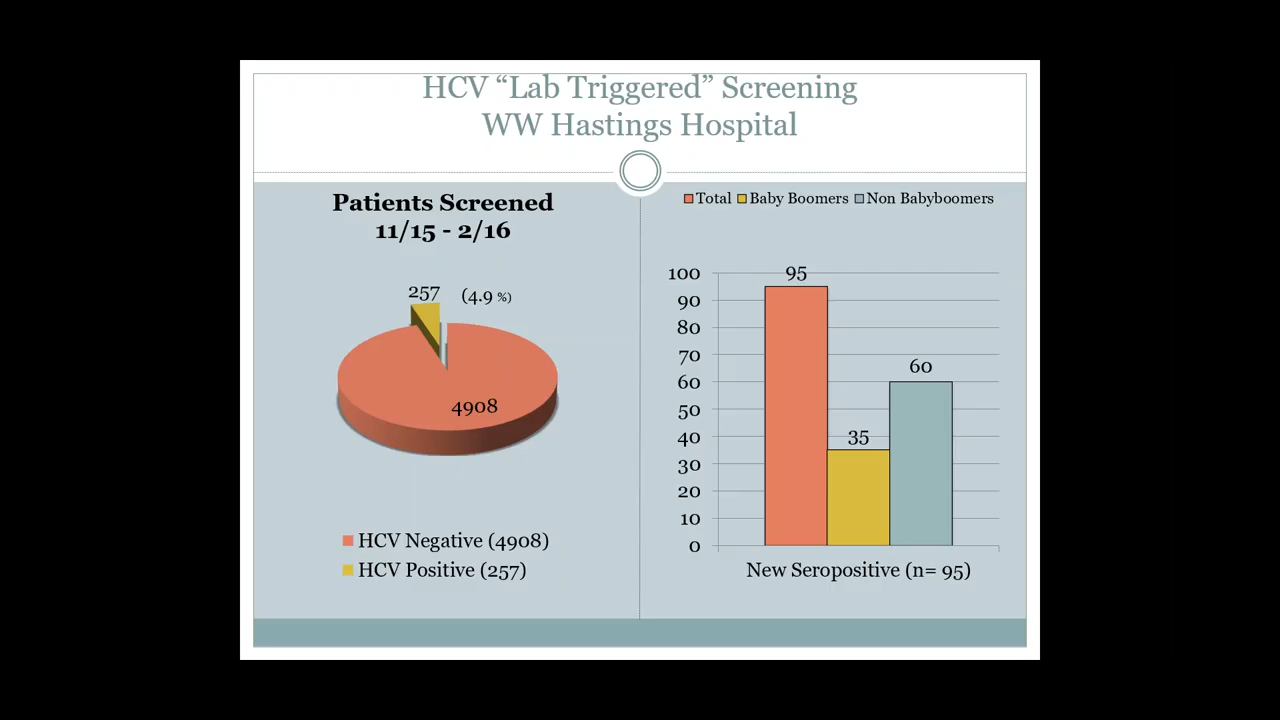 HCV “Lab Triggered” Screening
WW Hastings Hospital
Patients Screened
11/15 - 2/16
257 (4.9 %)
4908
HCV Negative (4908)
HCV Positive (257)
Total Baby Boomers Non Babyboomers
100
90
80
70
60
50
40
30
20
10
0
95
35
60
New Seropositive (n= 95)